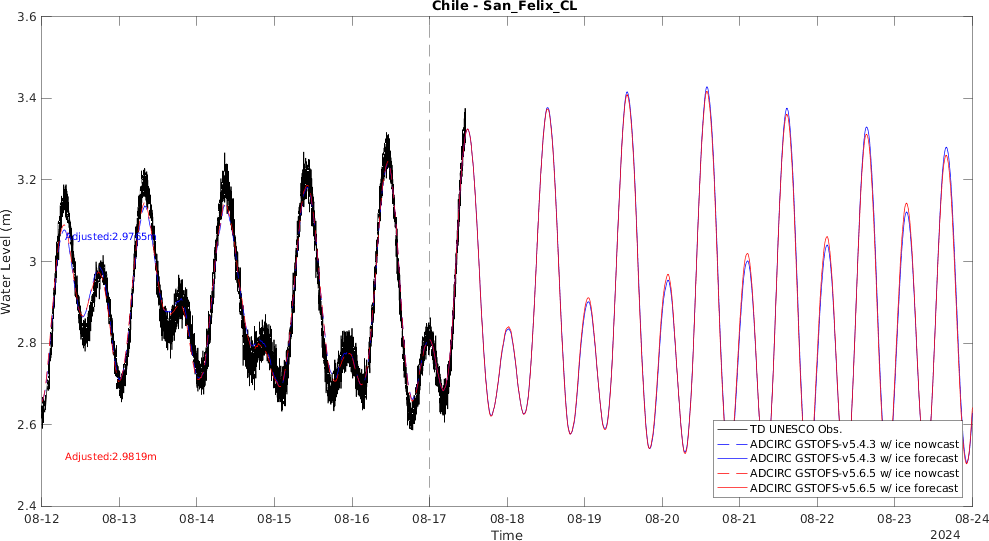 Chile - San_Felix_CL
3.6
3.4
3.2
3
2.8
2.6
2.4
Water Level (m)
Adjusted:2.9765m
Adjusted:2.9819m
TD UNESCO Obs.
ADCIRC GSTOFS-v5.4.3 w/ ice nowcast
ADCIRC GSTOFS-v5.4.3 w/ ice forecast
ADCIRC GSTOFS-v5.6.5 w/ ice nowcast
ADCIRC GSTOFS-v5.6.5 w/ ice forecast
08-12 08-13 08-14 08-15 08-16 08-17 08-18 08-19 08-20 08-21 08-22 08-23 08-24
Time
2024